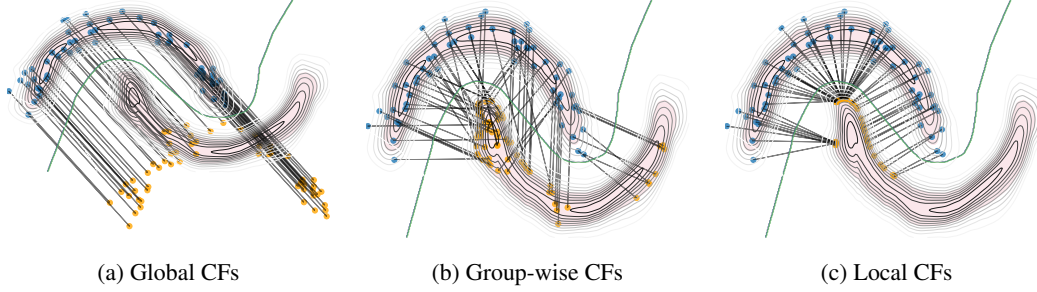 (a) Global CFs
(b) Group-wise CFs
(c) Local CFs